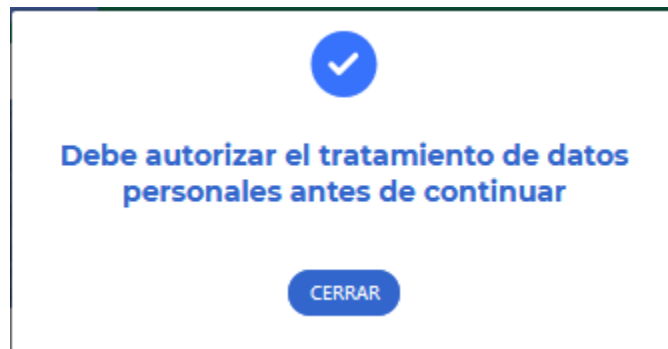 Debe autorizar el tratamiento de datos
personales antes de continuar
CERRAR